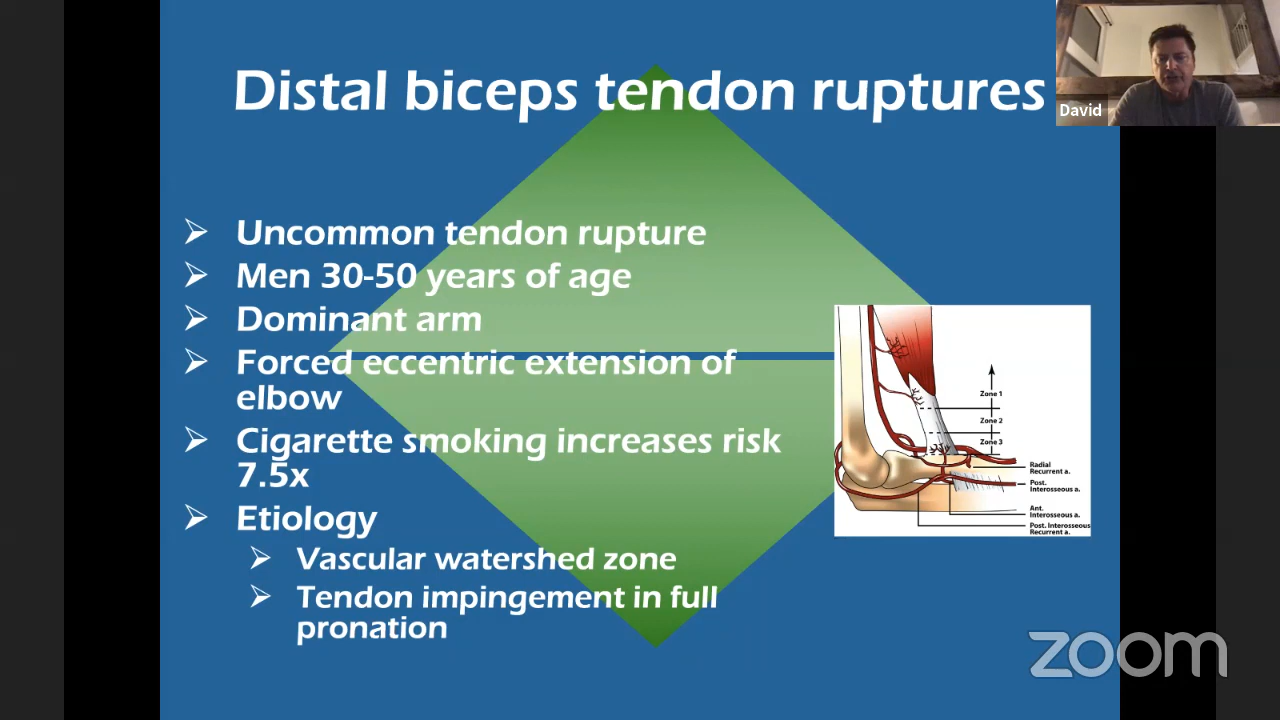 Distal biceps tendon ruptures
David
Uncommon tendon rupture
Men 30-50 years of age
Dominant arm
Forced eccentric extension of
elbow
Cigarette smoking increases risk
7.5x
Etiology
Vascular watershed zone
Tendon impingement in full
pronation
Zone 1
Zone 2
Zone 3
Radial
Recurrent a.
Post.
Interosseous a.
Ant.
Interosseous a.
Post. Interosseous
Recurrent a.
zoom